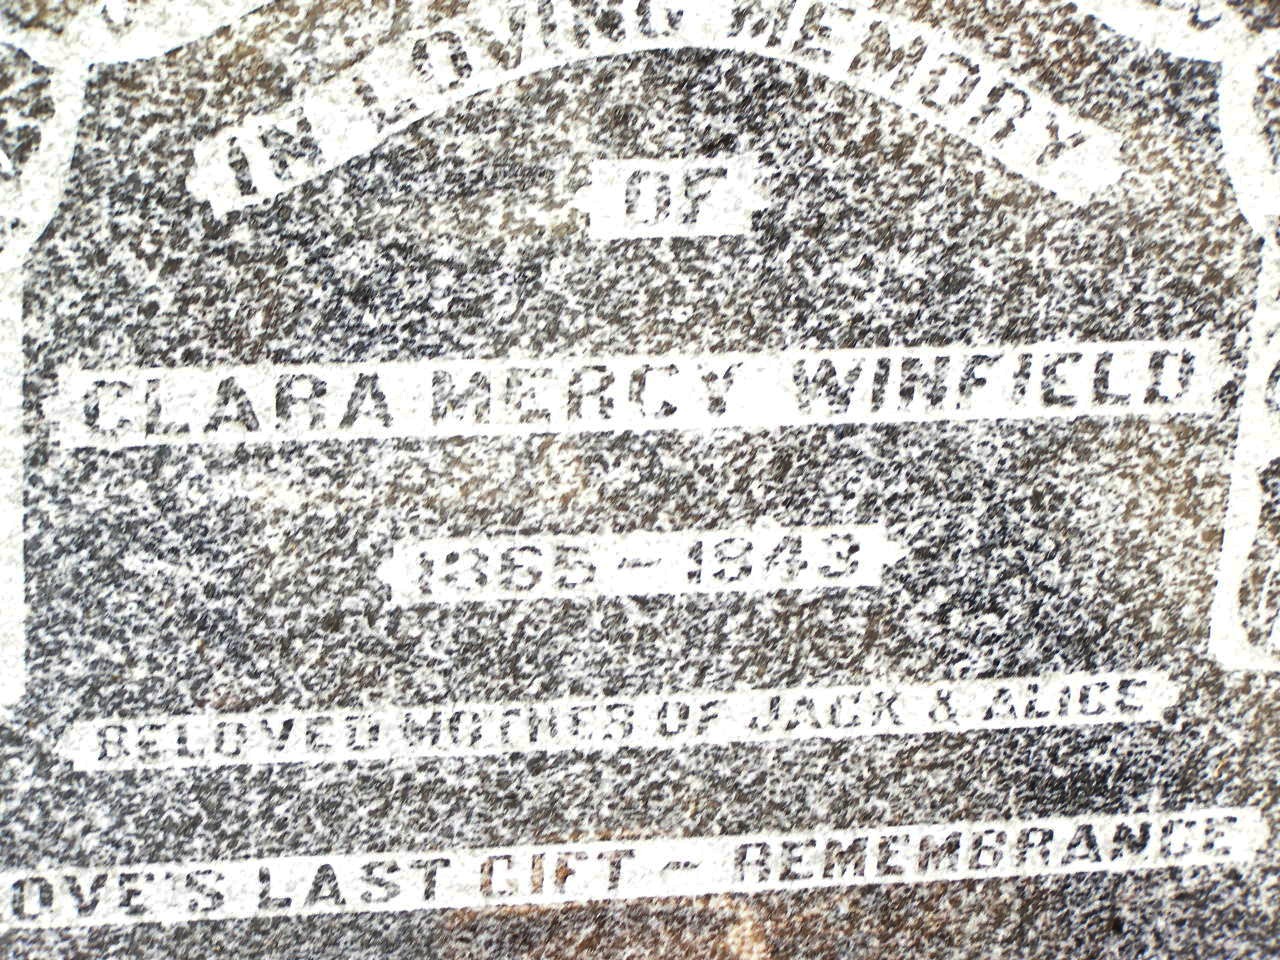 IN LOVING MEMORY
OF
CLARA MERCY WINFIELD
1865 - 1943
BELOVED MOTHER OF JACK & ALICE
OVE'S LAST GIFT - REMEMBRANCE